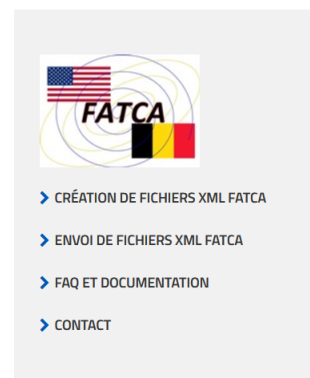 FATCA
CRÉATION DE FICHIERS XML FATCA
ENVOI DE FICHIERS XML FATCA
FAQ ET DOCUMENTATION
CONTACT